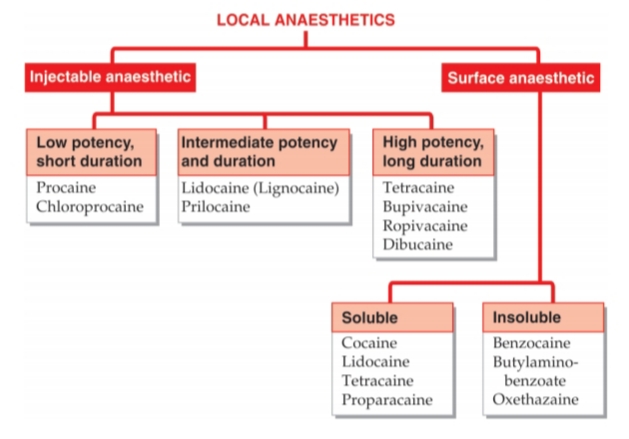 LOCAL ANAESTHETICS
Injectable anaesthetic
Surface anaesthetic
Low potency,
short duration
Procaine
Chloroprocaine
Intermediate potency
and duration
Lidocaine (Lignocaine)
Prilocaine
High potency,
long duration
Tetracaine
Bupivacaine
Ropivacaine
Dibucaine
Soluble
Cocaine
Lidocaine
Tetracaine
Proparacaine
Insoluble
Benzocaine
Butylamino-
benzoate
Oxethazaine